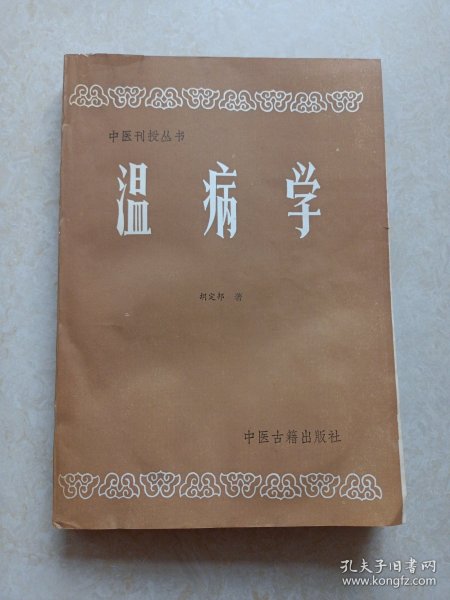 中医刊授丛书
温病学
胡定邦 著
中医古籍出版社
孔夫子旧书网
www.kongfz.com